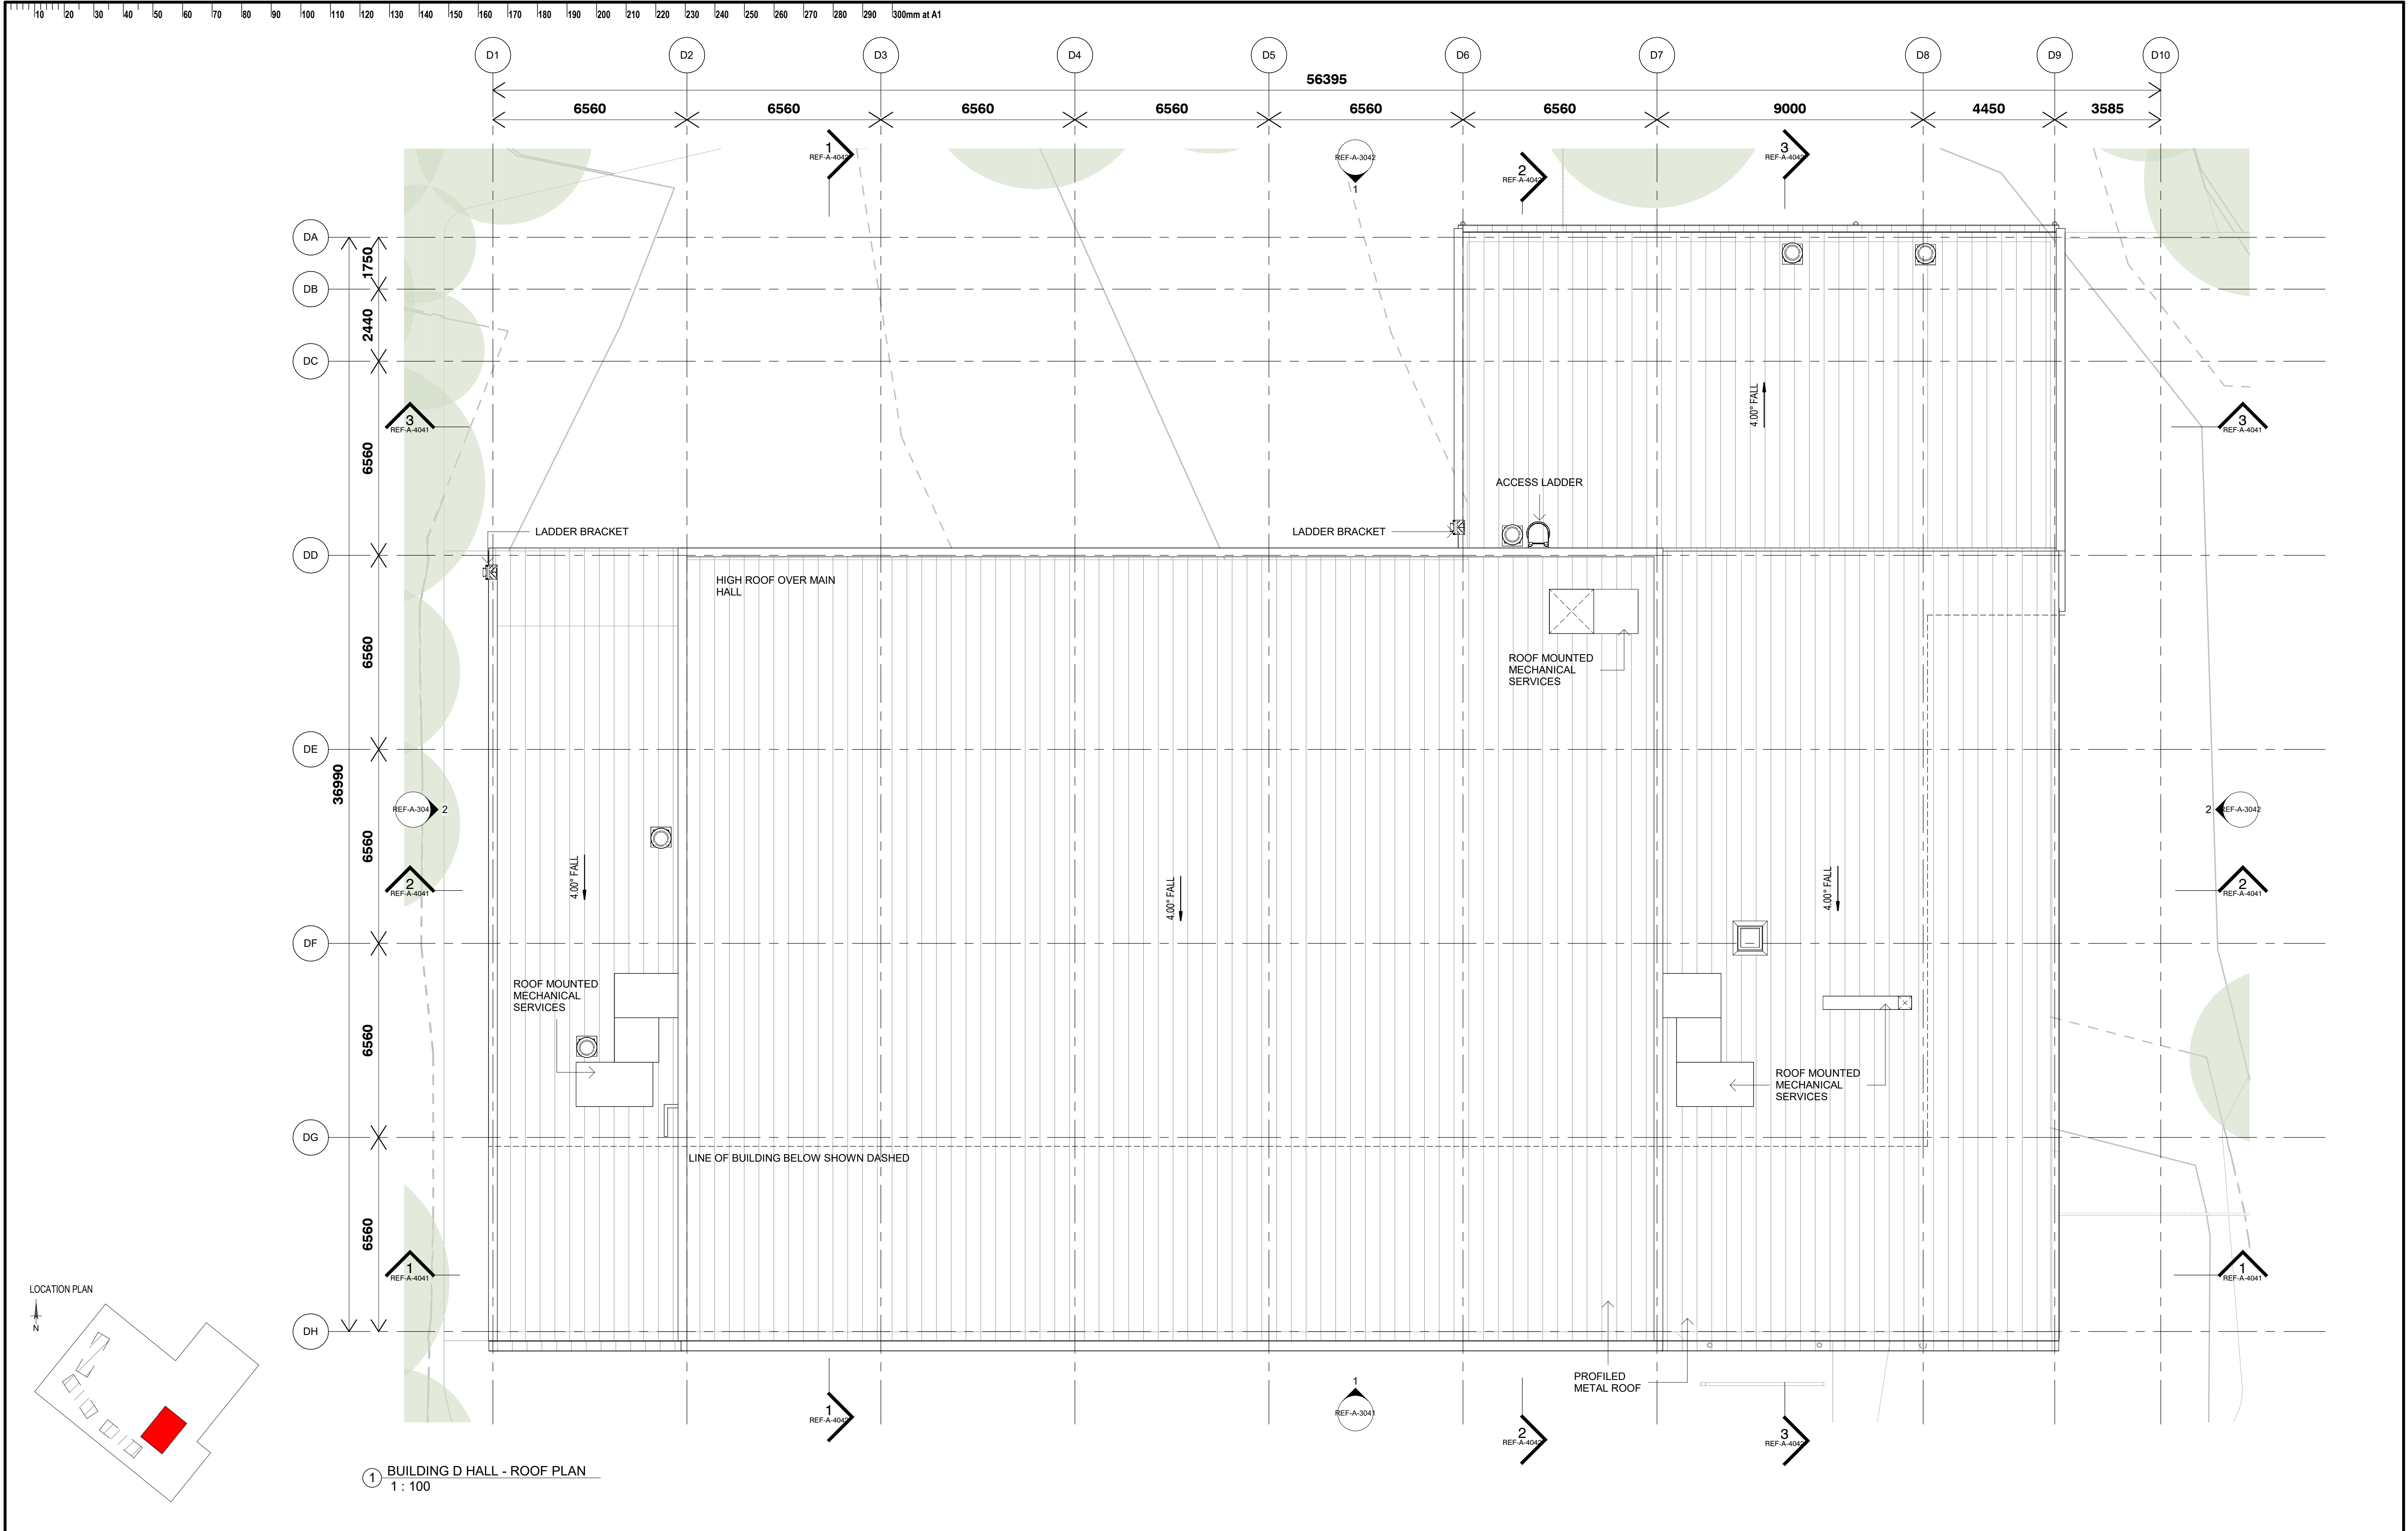 10 20 30 40 50 60 70 80 90 100 110 120 130 140 150 160 170 180 190 200 210 220 230 240 250 260 270 280 290 300mm at A1
D1 D2 D3 D4 D5 D6 D7 D8 D9 D10
56395
6560 6560 6560 6560 6560 6560 9000 4450 3585
1
REF-A-4042
REF-A-3042
1
2
REF-A-4042
3
REF-A-4042
DA
1750
DB
2440
DC
3
REF-A-4041
4.00° FALL
3
REF-A-4041
6560
ACCESS LADDER
LADDER BRACKET
LADDER BRACKET
DD
HIGH ROOF OVER MAIN
HALL
6560
ROOF MOUNTED
MECHANICAL
SERVICES
DE
36990
REF-A-304
2
2
REF-A-3042
6560
4.00° FALL
4.00° FALL
4.00° FALL
2
REF-A-4041
2
REF-A-4041
DF
ROOF MOUNTED
MECHANICAL
SERVICES
6560
ROOF MOUNTED
MECHANICAL
SERVICES
DG
LINE OF BUILDING BELOW SHOWN DASHED
6560
1
REF-A-4041
1
REF-A-4041
LOCATION PLAN
N
DH
PROFILED
METAL ROOF
1
REF-A-4042
1
REF-A-3041
2
REF-A-4042
3
REF-A-4042
1 BUILDING D HALL - ROOF PLAN
1 : 100